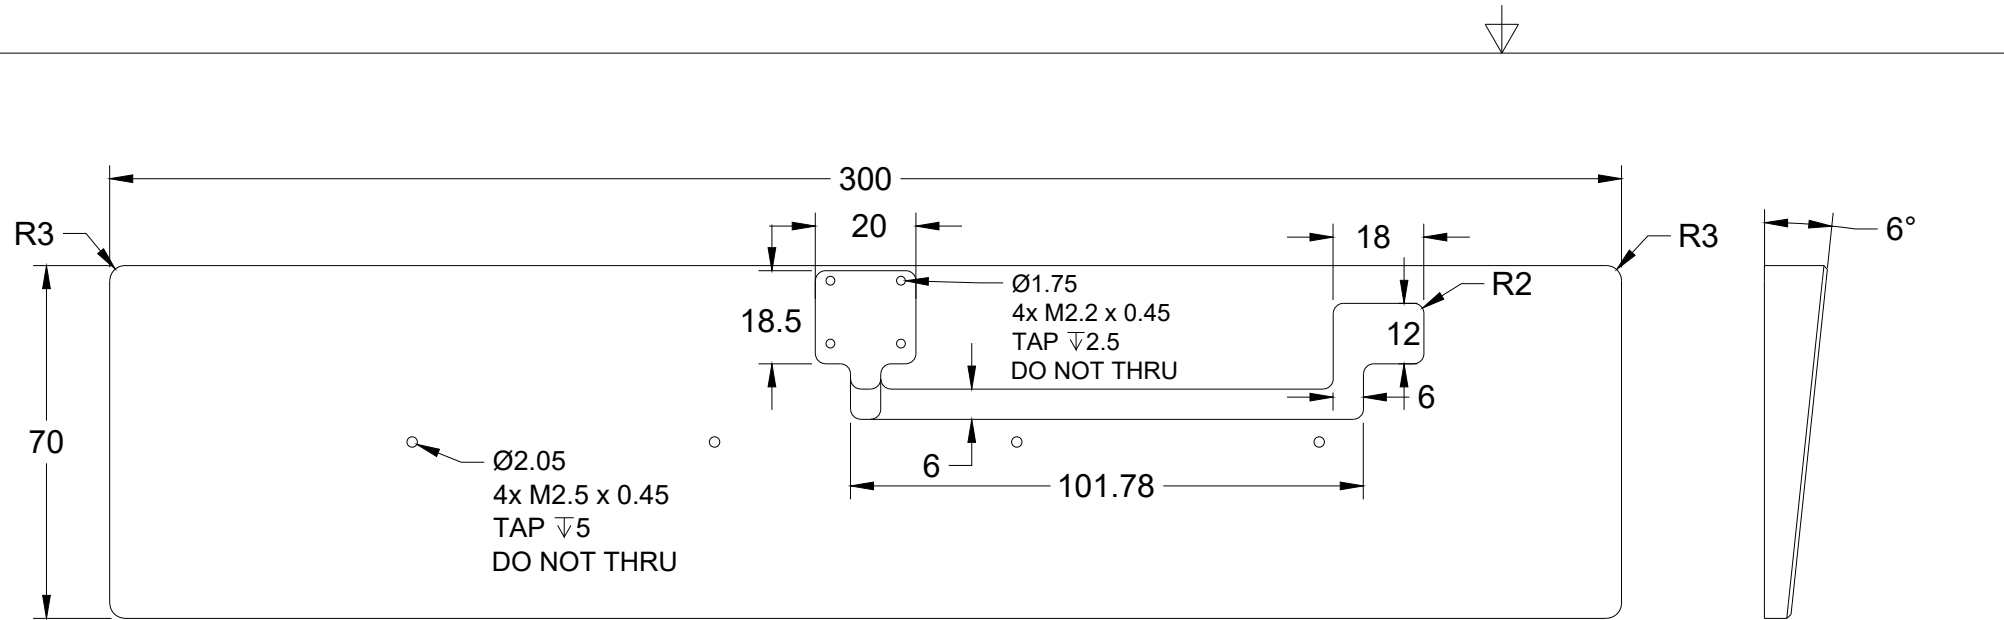 300
R3
20
18
R3
6°
Ø1.75
4x M2.2 x 0.45
TAP ↧2.5
DO NOT THRU
R2
18.5
12
6
70
Ø2.05
4x M2.5 x 0.45
TAP ↧5
DO NOT THRU
6
101.78